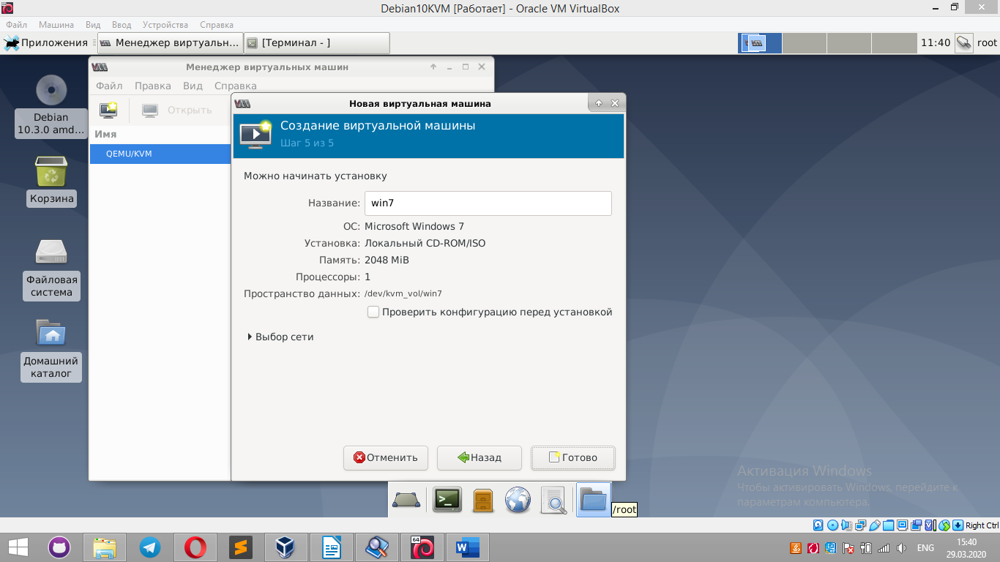 Debian10KVM [Работает] - Oracle VM VirtualBox
Файл Машина Вид Ввод Устройства Справка
Приложения Менеджер виртуальн... [Терминал - ] 11:40 root
Менеджер виртуальных машин
Файл Правка Вид Справка
Открыть
Имя
QEMU/KVM
Debian
10.3.0 amd...
Корзина
Файловая
система
Домашний
каталог
Новая виртуальная машина
Создание виртуальной машины
Шаг 5 из 5
Можно начинать установку
Название: win7
ОС: Microsoft Windows 7
Установка: Локальный CD-ROM/ISO
Память: 2048 MiB
Процессоры: 1
Пространство данных: /dev/kvm_vol/win7
Проверить конфигурацию перед установкой
Выбор сети
Отменить Назад Готово
Активация Windows
Чтобы активировать Windows, перейдите к
параметрам компьютера.
/root
Right Ctrl
ENG
15:40
29.03.2020